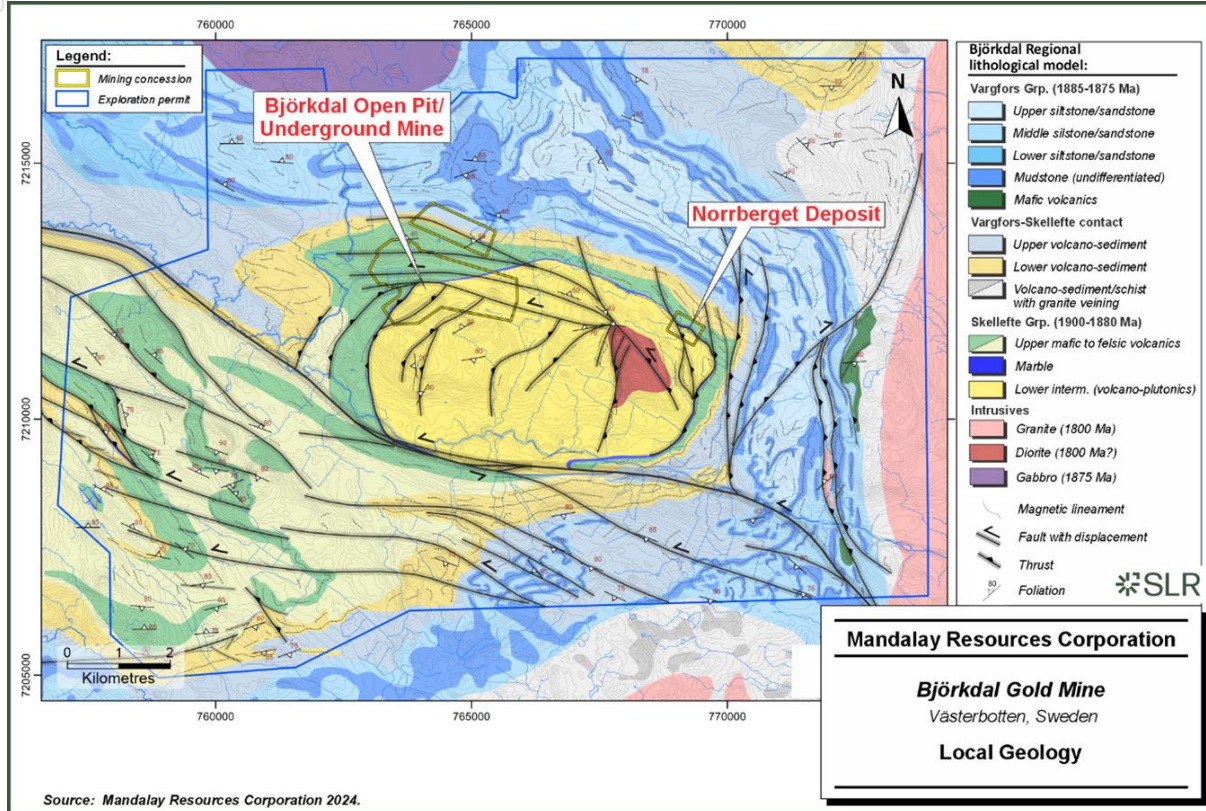 760000
765000
770000
Legend:
Mining concession
Exploration permit
Björkdal Open Pit/
Underground Mine
Norrberget Deposit
N
7215000
7210000
7205000
0 1 2
Kilometres
760000
765000
770000
Björkdal Regional
lithological model:
Vargfors Grp. (1885-1875 Ma)
Upper siltstone/sandstone
Middle silstone/sandstone
Lower siltstone/sandstone
Mudstone (undifferentiated)
Mafic volcanics
Vargfors-Skellefte contact
Upper volcano-sediment
Lower volcano-sediment
Volcano-sediment/schist
with granite veining
Skellefte Grp. (1900-1880 Ma)
Upper mafic to felsic volcanics
Marble
Lower interm. (volcano-plutonics)
Intrusives
Granite (1800 Ma)
Diorite (1800 Ma?)
Gabbro (1875 Ma)
Magnetic lineament
Fault with displacement
Thrust
80 Foliation
SLR
Mandalay Resources Corporation
Björkdal Gold Mine
Västerbotten, Sweden
Local Geology
Source: Mandalay Resources Corporation 2024.